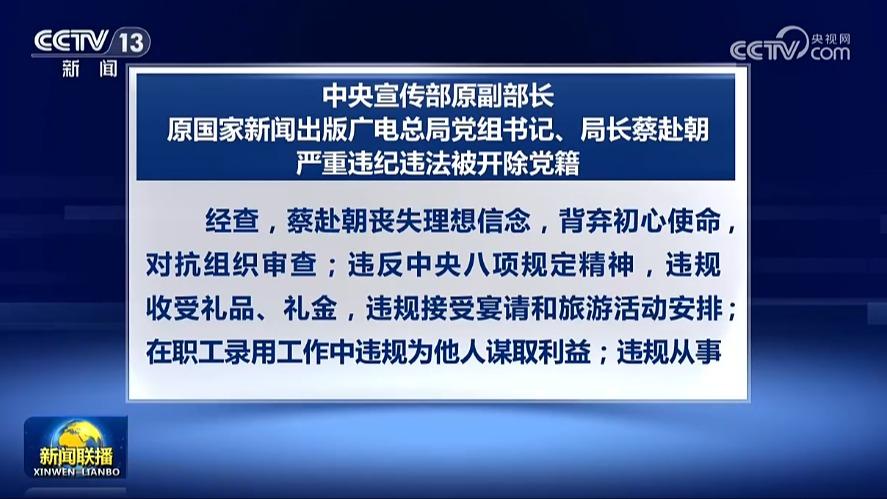 CCTV 13
新闻
央视网
CCTV com
中央宣传部原副部长
原国家新闻出版广电总局党组书记、局长蔡赴朝
严重违纪违法被开除党籍
经查，蔡赴朝丧失理想信念，背弃初心使命，
对抗组织审查；违反中央八项规定精神，违规
收受礼品、礼金，违规接受宴请和旅游活动安排；
在职工录用工作中违规为他人谋取利益；违规从事
新闻联播
XINWEN-LIANBO